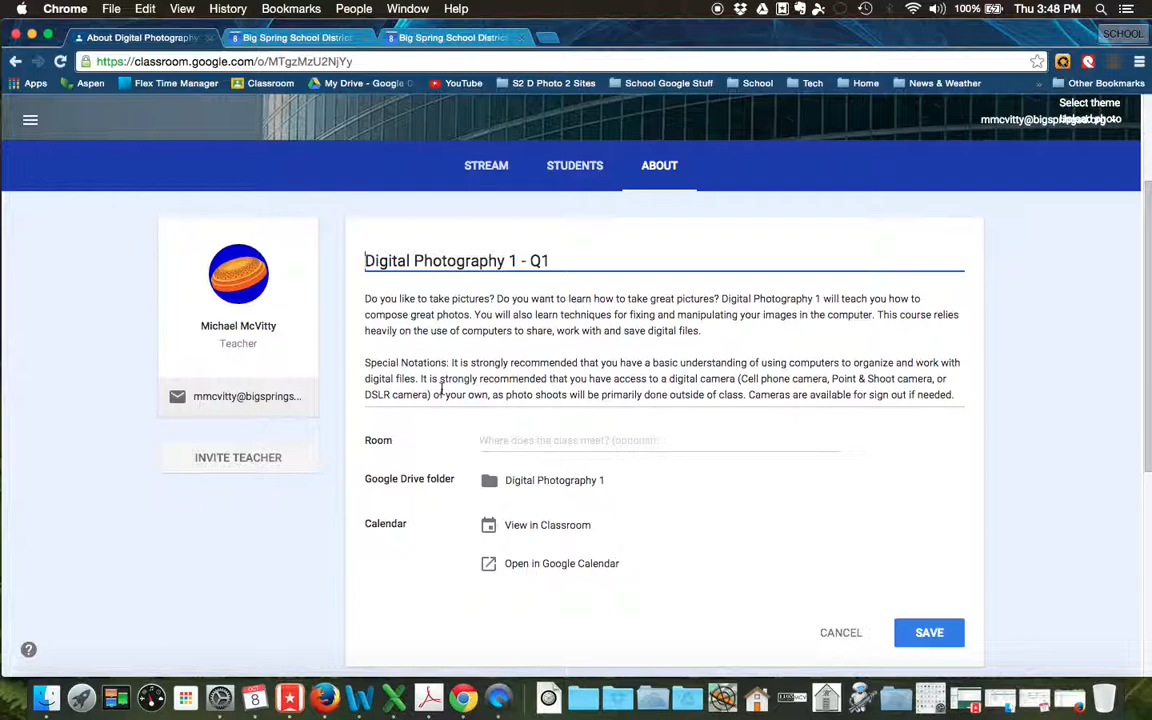 Chrome File Edit View History Bookmarks People Window Help 100% Thu 3:48 PM
About Digital Photography Big Spring School District Big Spring School District SCHOOL
https://classroom.google.com/o/MTgzMzU2NjYy
Apps Aspen Flex Time Manager Classroom My Drive - Google D YouTube S2 D Photo 2 Sites School Google Stuff School Tech Home News & Weather » Other Bookmarks
Select theme
mmcvitty@bigsprings
Upload photo
STREAM STUDENTS ABOUT
Digital Photography 1 - Q1
Do you like to take pictures? Do you want to learn how to take great pictures? Digital Photography 1 will teach you how to
compose great photos. You will also learn techniques for fixing and manipulating your images in the computer. This course relies
heavily on the use of computers to share, work with and save digital files.
Special Notations: It is strongly recommended that you have a basic understanding of using computers to organize and work with
digital files. It is strongly recommended that you have access to a digital camera (Cell phone camera, Point & Shoot camera, or
DSLR camera) of your own, as photo shoots will be primarily done outside of class. Cameras are available for sign out if needed.
Michael McVitty
Teacher
mmcvitty@bigsprings...
INVITE TEACHER
Room Where does the class meet? (optional)
Google Drive folder Digital Photography 1
Calendar View in Classroom
Open in Google Calendar
CANCEL SAVE
?
8